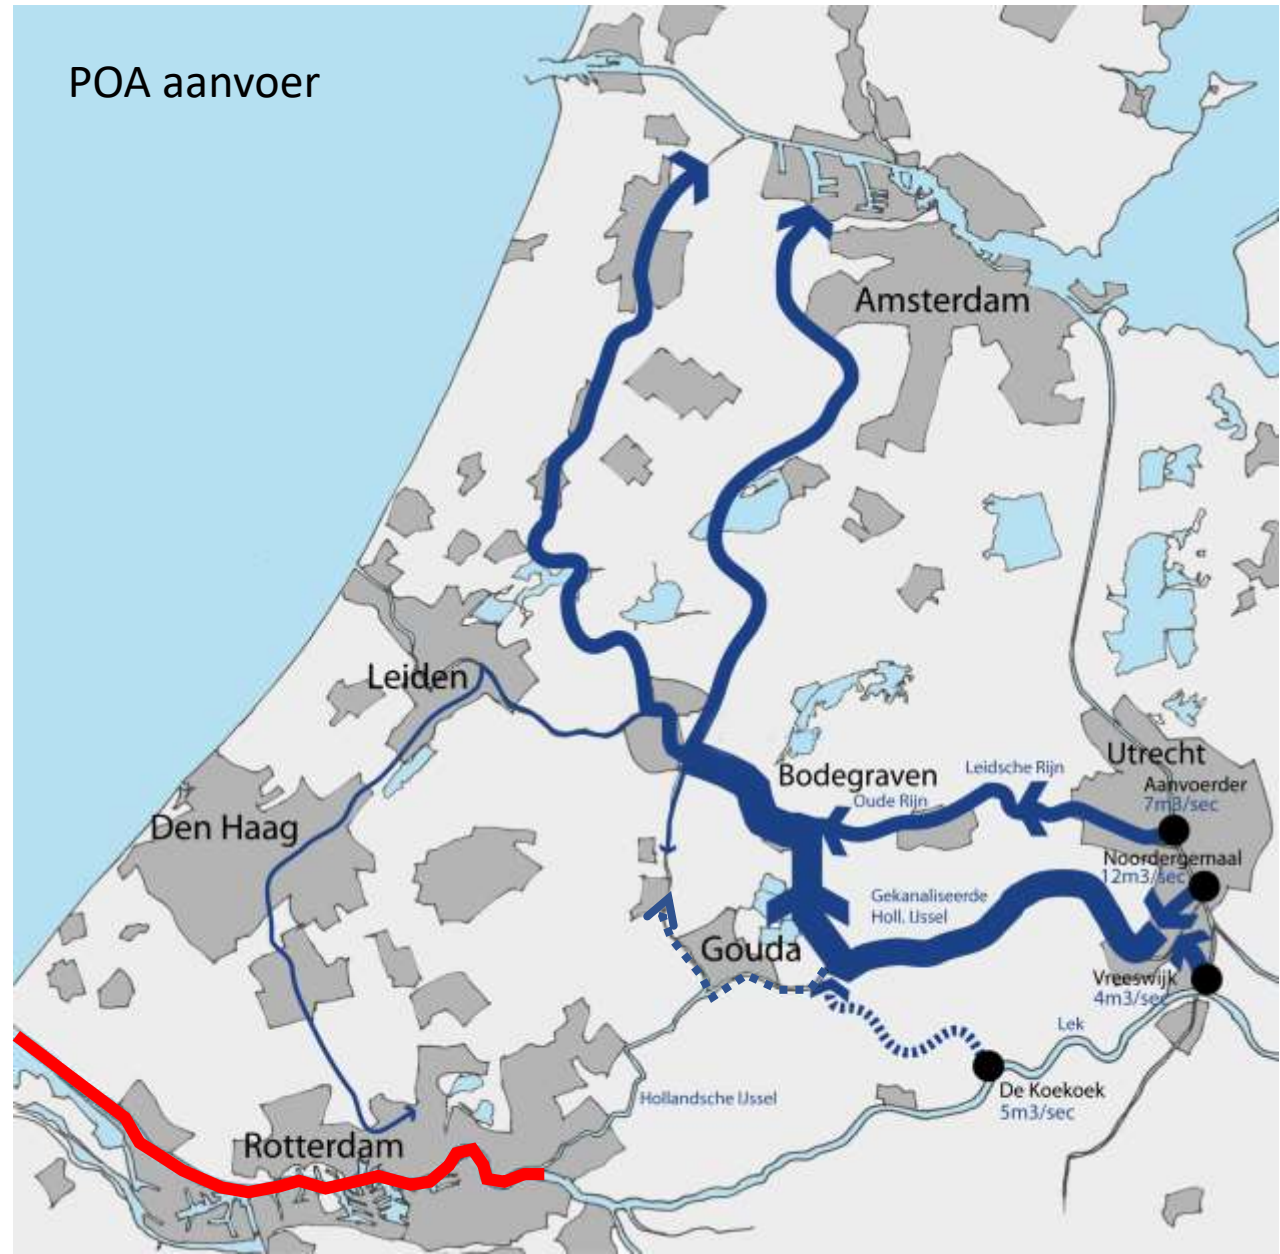 POA aanvoer
Amsterdam
Leiden
Utrecht
Bodegraven
Leidsche Rijn
Aanvoerder
7m3/sec
Oude Rijn
Den Haag
Noordergemaal
12m3/sec
Gekanaliseerde
Holl. IJssel
Gouda
Vreeswijk
4m3/sec
Lek
De Koekoek
5m3/sec
Hollandsche IJssel
Rotterdam